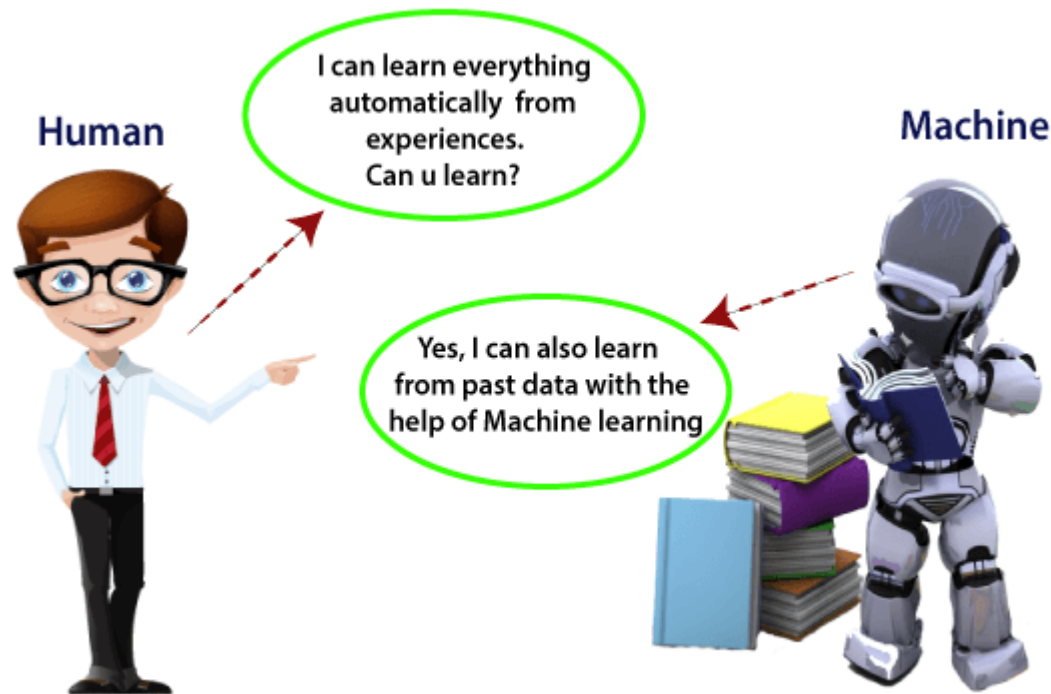 Human
I can learn everything
automatically from
experiences.
Can u learn?
Machine
Yes, I can also learn
from past data with the
help of Machine learning